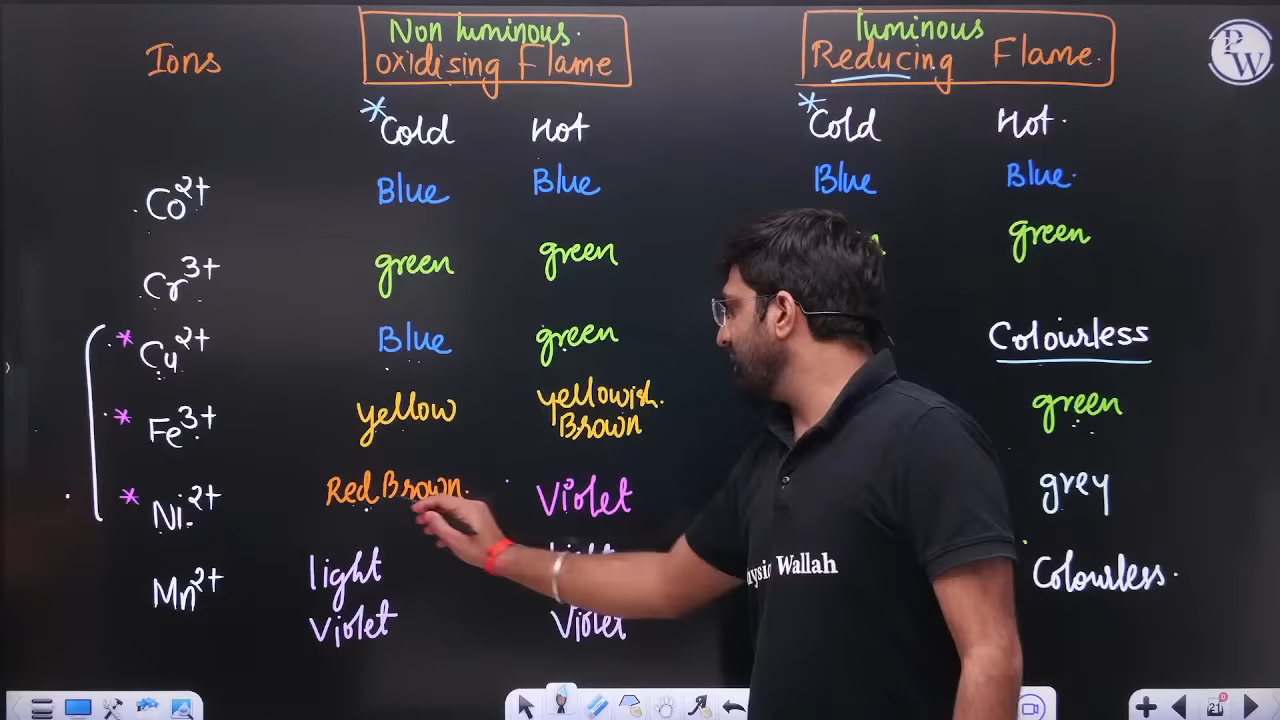 Ions
Non luminous.
oxidising Flame
luminous
Reducing Flame.
PW
*Cold Hot *Cold Hot.
Co2+ Blue Blue Blue Blue.
Cr3+ green green green
* Cu2+ Blue green Colourless
* Fe3+ yellow yellowish. Brown green
* Ni2+ Red Brown. Violet grey
Mn2+ light Violet Violet Colourless.
Wallah
21